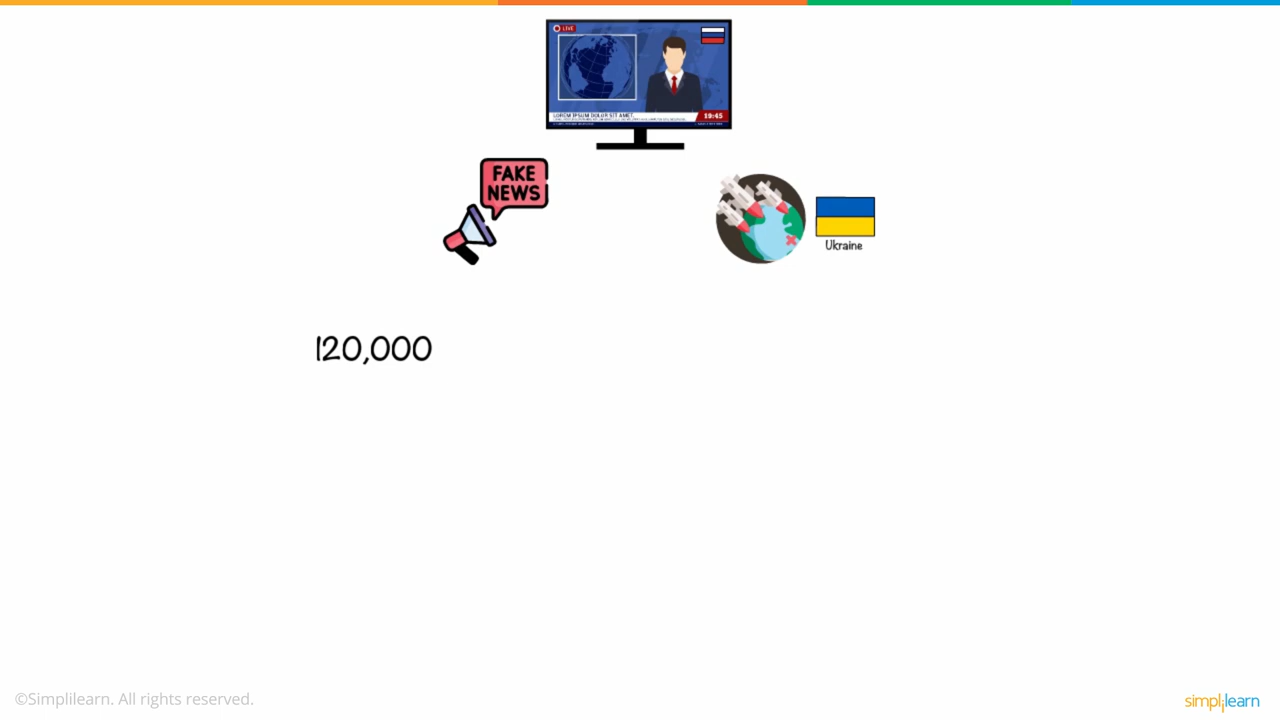 LIVE
LOREM IPSUM DOLOR SIT AMET,
19:45
FAKE
NEWS
Ukraine
120,000
©Simplilearn. All rights reserved.
simplilearn